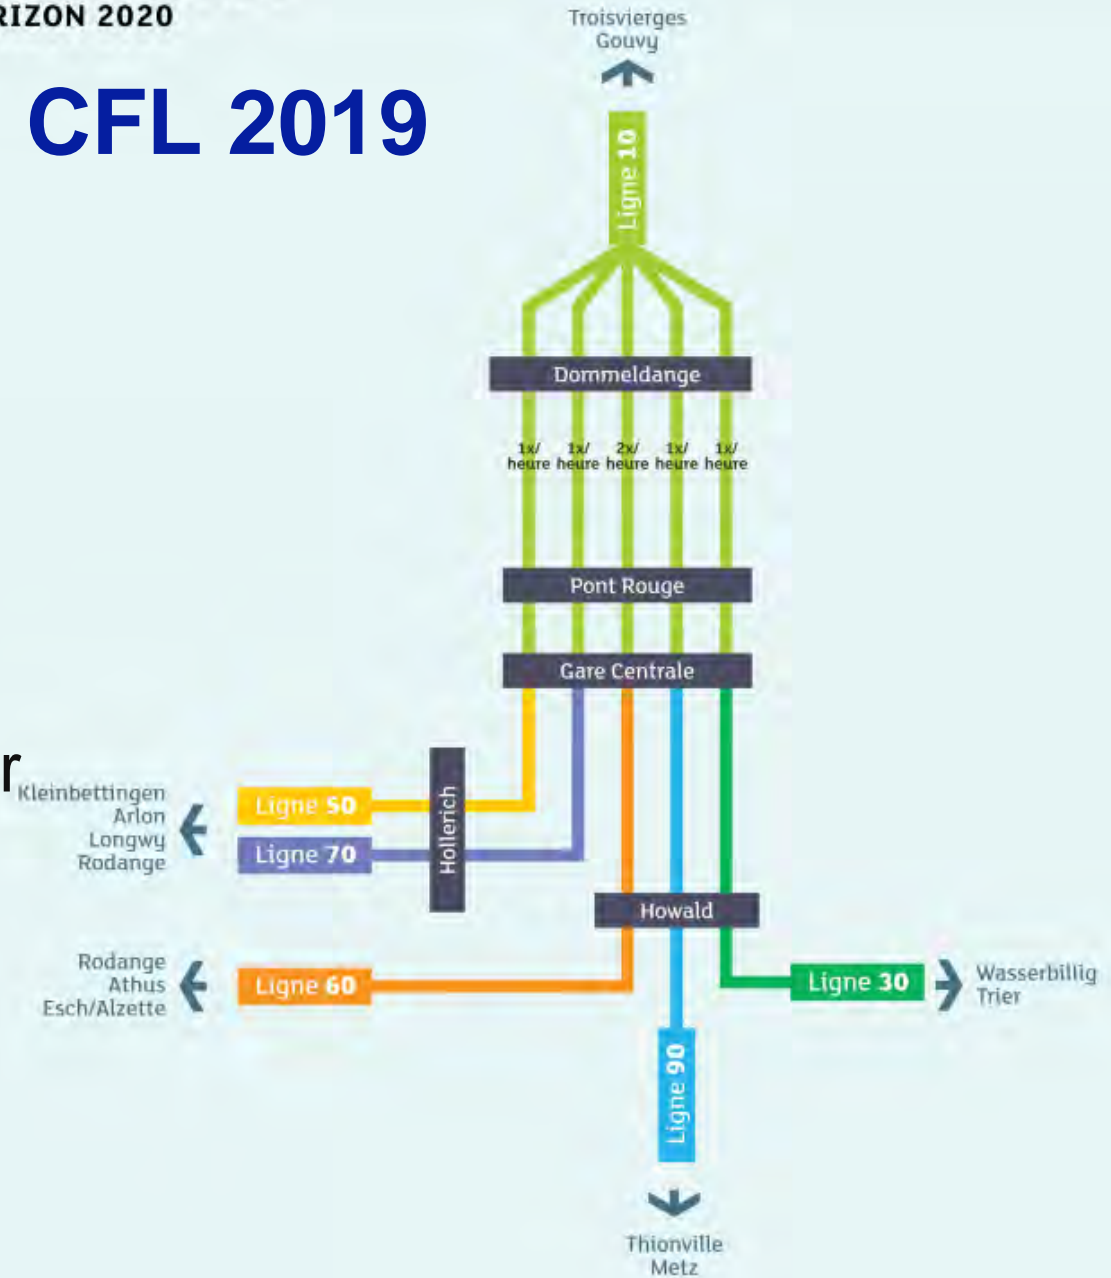 RIZON 2020
CFL 2019
Troisvierges
Gouvy
Ligne 10
Dommeldange
1x/ 1x/ 2x/ 1x/ 1x/
heure heure heure heure heure
Pont Rouge
Gare Centrale
r
Kleinbettingen
Arlon
Longwy
Rodange
Ligne 50
Ligne 70
Hollerich
Howald
Rodange
Athus
Esch/Alzette
Ligne 60
Ligne 30
Wasserbillig
Trier
Ligne 90
Thionville
Metz